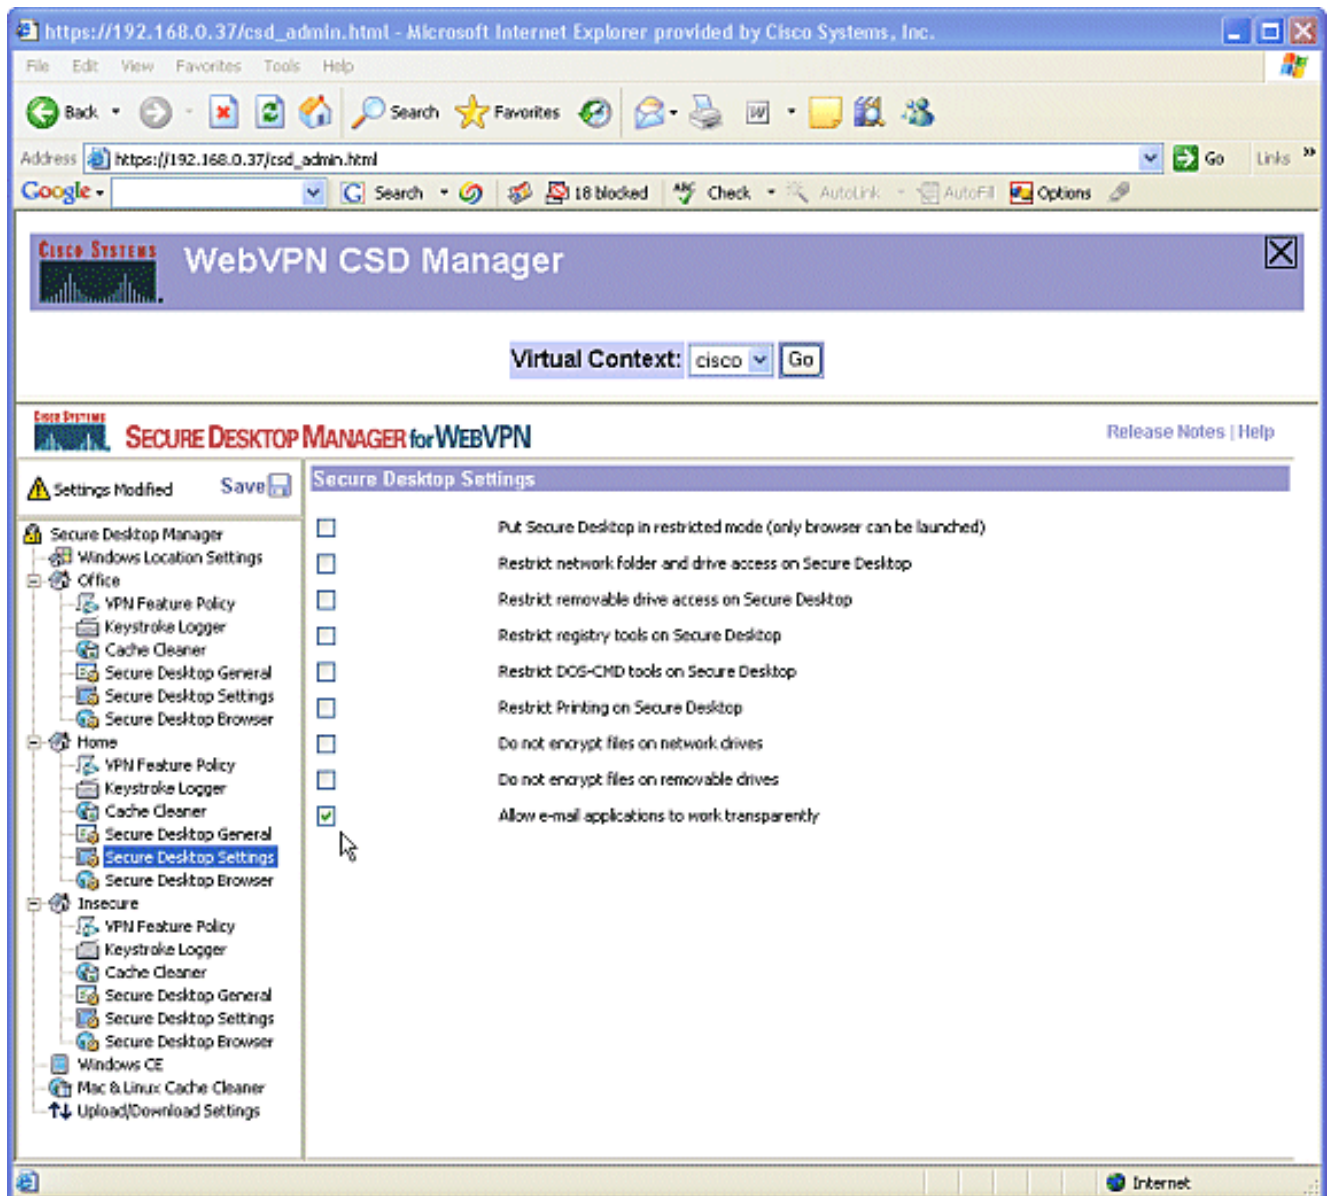 https://192.168.0.37/csd_admin.html - Microsoft Internet Explorer provided by Cisco Systems, Inc.
File Edit View Favorites Tools Help
Back Search Favorites W
Address https://192.168.0.37/csd_admin.html Go Links »
Google Search 18 blocked ABC Check AutoLink AutoFill Options
CISCO SYSTEMS
WebVPN CSD Manager
Virtual Context: cisco Go
CISCO SYSTEMS
SECURE DESKTOP MANAGER for WEBVPN
Release Notes | Help
Settings Modified Save
Secure Desktop Manager
Windows Location Settings
Office
VPN Feature Policy
Keystroke Logger
Cache Cleaner
Secure Desktop General
Secure Desktop Settings
Secure Desktop Browser
Home
VPN Feature Policy
Keystroke Logger
Cache Cleaner
Secure Desktop General
Secure Desktop Settings
Secure Desktop Browser
Insecure
VPN Feature Policy
Keystroke Logger
Cache Cleaner
Secure Desktop General
Secure Desktop Settings
Secure Desktop Browser
Windows CE
Mac & Linux Cache Cleaner
Upload/Download Settings
Secure Desktop Settings
Put Secure Desktop in restricted mode (only browser can be launched)
Restrict network folder and drive access on Secure Desktop
Restrict removable drive access on Secure Desktop
Restrict registry tools on Secure Desktop
Restrict DOS-CMD tools on Secure Desktop
Restrict Printing on Secure Desktop
Do not encrypt files on network drives
Do not encrypt files on removable drives
Allow e-mail applications to work transparently
Internet